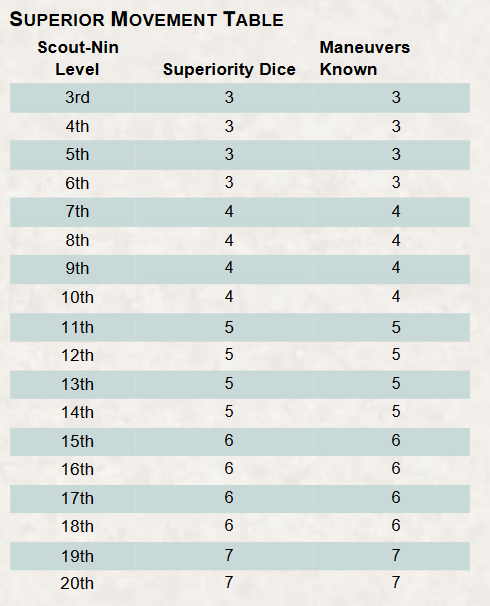 SUPERIOR MOVEMENT TABLE
Scout-Nin Level Superiority Dice Maneuvers Known
3rd 3 3
4th 3 3
5th 3 3
6th 3 3
7th 4 4
8th 4 4
9th 4 4
10th 4 4
11th 5 5
12th 5 5
13th 5 5
14th 5 5
15th 6 6
16th 6 6
17th 6 6
18th 6 6
19th 7 7
20th 7 7